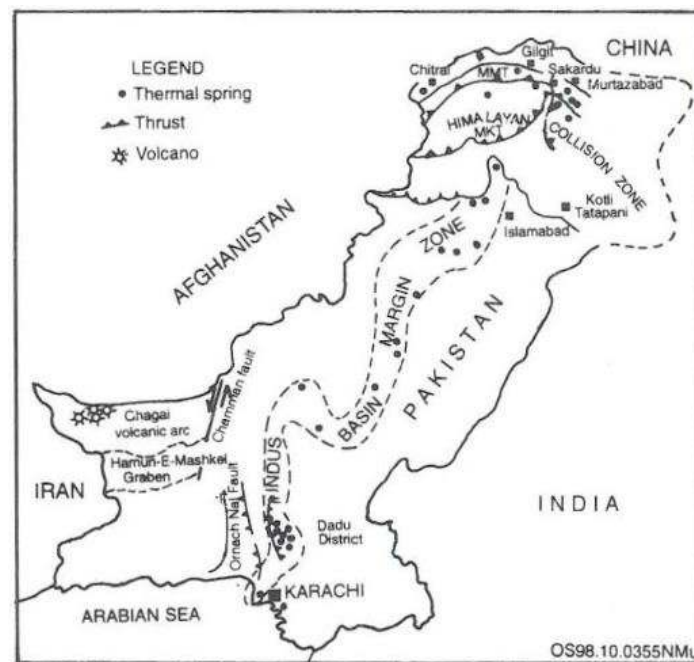 LEGEND
Thermal spring
Thrust
Volcano
CHINA
Gilgit
Chitral
MMT
Sakardu
Murtazabad
HIMALAYAN
MKT
COLLISION ZONE
Kotli
Tatapani
Islamabad
AFGHANISTAN
INDUS BASIN MARGIN ZONE
PAKISTAN
Chamman fault
Chagai
volcanic arc
Hamun-E-Mashkel
Graben
IRAN
Ornach Nal Fault
INDIA
Dadu
District
KARACHI
ARABIAN SEA
OS98.10.0355NMu